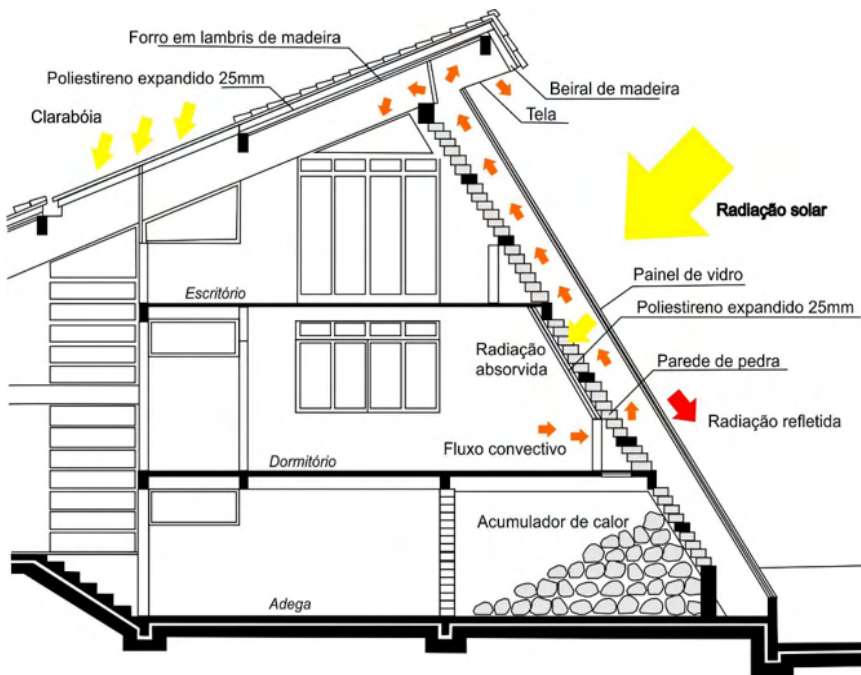 Forro em lambris de madeira
Poliestireno expandido 25mm
Clarabóia
Beiral de madeira
Tela
Radiação solar
Painel de vidro
Escritório
Poliestireno expandido 25mm
Radiação
absorvida
Parede de pedra
Radiação refletida
Fluxo convectivo
Dormitório
Acumulador de calor
Adega